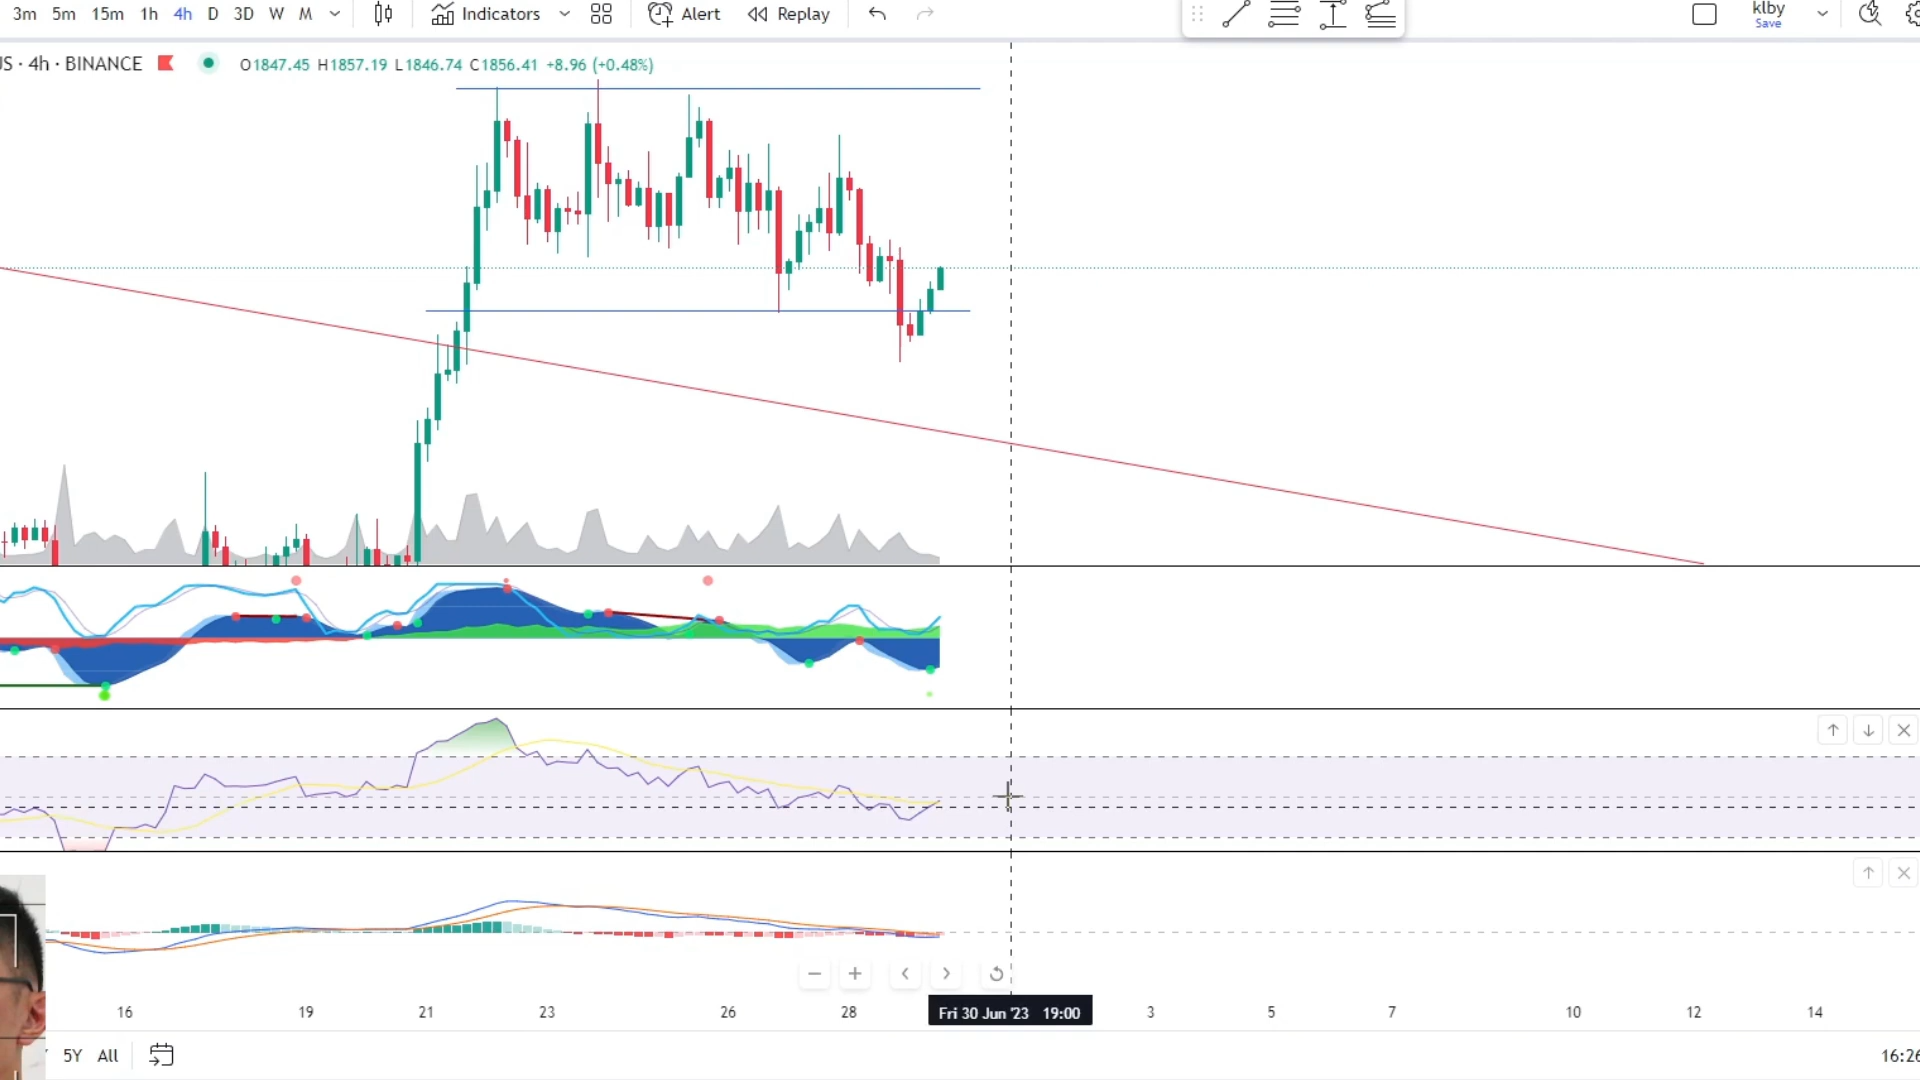 3m 5m 15m 1h 4h D 3D W M Indicators Alert Replay klby
Save
S · 4h · BINANCE O1847.45 H1857.19 L1846.74 C1856.41 +8.96 (+0.48%)
16 19 21 23 26 28 Fri 30 Jun '23 19:00 3 5 7 10 12 14
5Y All 16:26